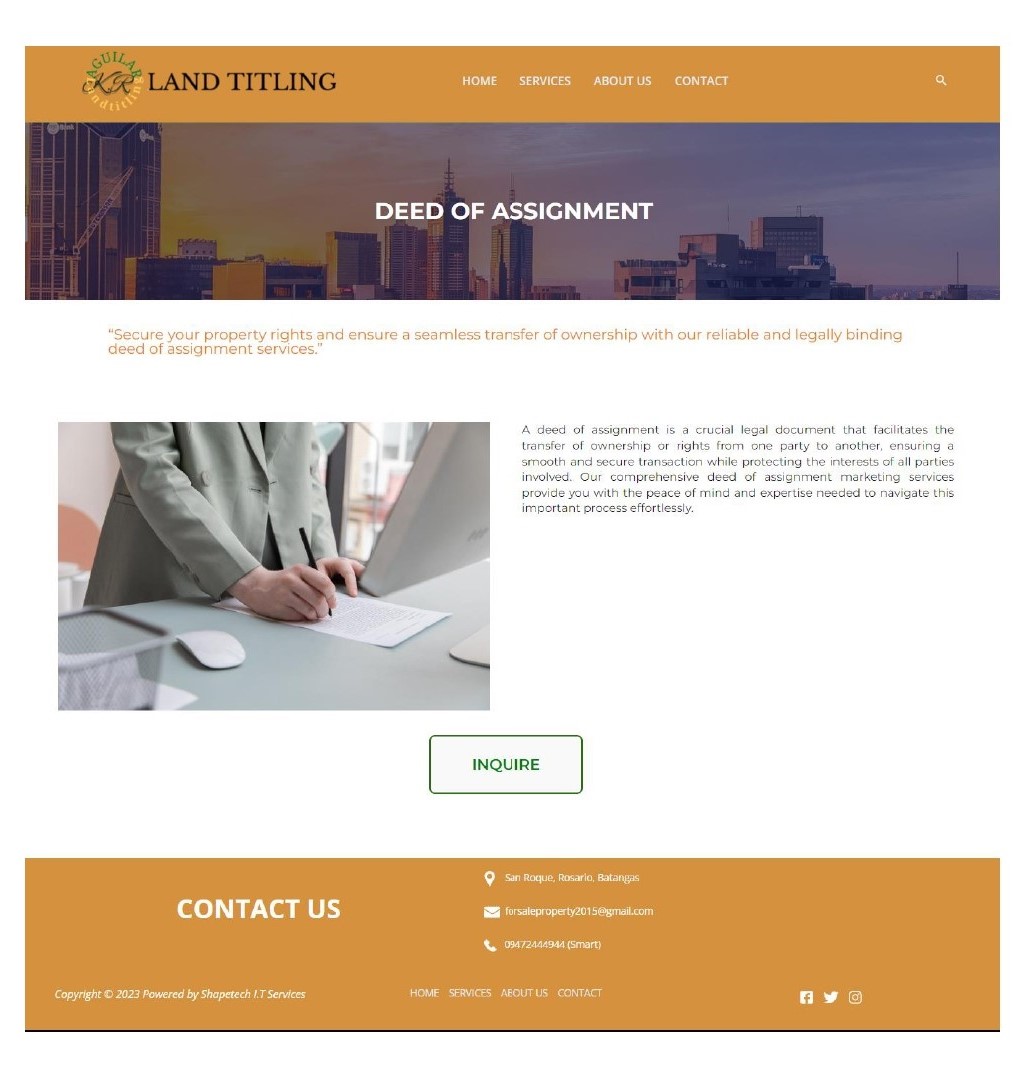 AGUILAR
KR
Landtitling
LAND TITLING
HOME SERVICES ABOUT US CONTACT
DEED OF ASSIGNMENT
“Secure your property rights and ensure a seamless transfer of ownership with our reliable and legally binding
deed of assignment services.”
A deed of assignment is a crucial legal document that facilitates the
transfer of ownership or rights from one party to another, ensuring a
smooth and secure transaction while protecting the interests of all parties
involved. Our comprehensive deed of assignment marketing services
provide you with the peace of mind and expertise needed to navigate this
important process effortlessly.
INQUIRE
CONTACT US
San Roque, Rosario, Batangas
forsaleproperty2015@gmail.com
09472444944 (Smart)
Copyright © 2023 Powered by Shapetech I.T Services
HOME SERVICES ABOUT US CONTACT